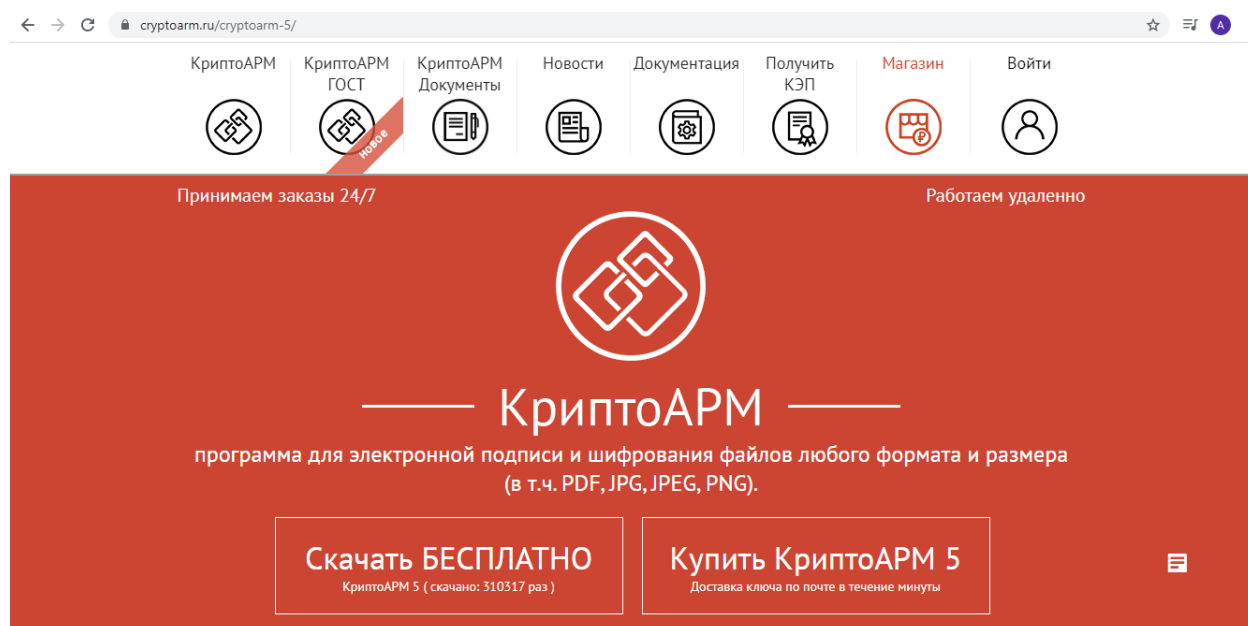 cryptoarm.ru/cryptoarm-5/
A
КриптоАРМ
КриптоАРМ
ГОСТ
новое
КриптоАРМ
Документы
Новости
Документация
Получить
КЭП
Магазин
Войти
Принимаем заказы 24/7
Работаем удаленно
КриптоАРМ
программа для электронной подписи и шифрования файлов любого формата и размера
(в т.ч. PDF, JPG, JPEG, PNG).
Скачать БЕСПЛАТНО
КриптоАРМ 5 ( скачано: 310317 раз )
Купить КриптоАРМ 5
Доставка ключа по почте в течение минуты